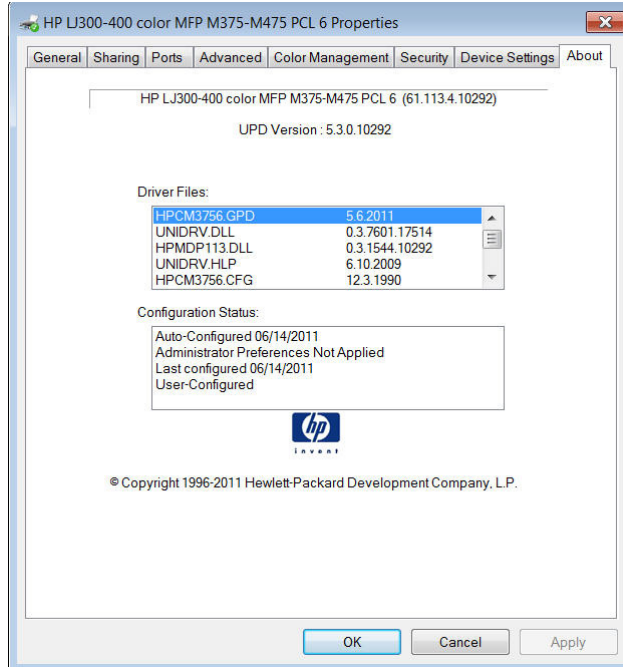 HP LJ300-400 color MFP M375-M475 PCL 6 Properties
General Sharing Ports Advanced Color Management Security Device Settings About
HP LJ300-400 color MFP M375-M475 PCL 6 (61.113.4.10292)
UPD Version : 5.3.0.10292
Driver Files:
HPCM3756.GPD 5.6.2011
UNIDRV.DLL 0.3.7601.17514
HPMDP113.DLL 0.3.1544.10292
UNIDRV.HLP 6.10.2009
HPCM3756.CFG 12.3.1990
Configuration Status:
Auto-Configured 06/14/2011
Administrator Preferences Not Applied
Last configured 06/14/2011
User-Configured
hp
invent
© Copyright 1996-2011 Hewlett-Packard Development Company, L.P.
OK Cancel Apply